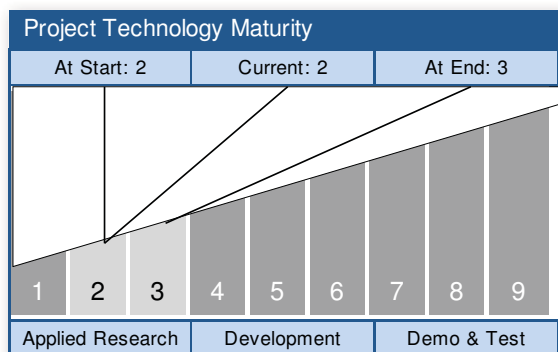 Project Technology Maturity
At Start: 2 Current: 2 At End: 3
1 2 3 4 5 6 7 8 9
Applied Research Development Demo & Test